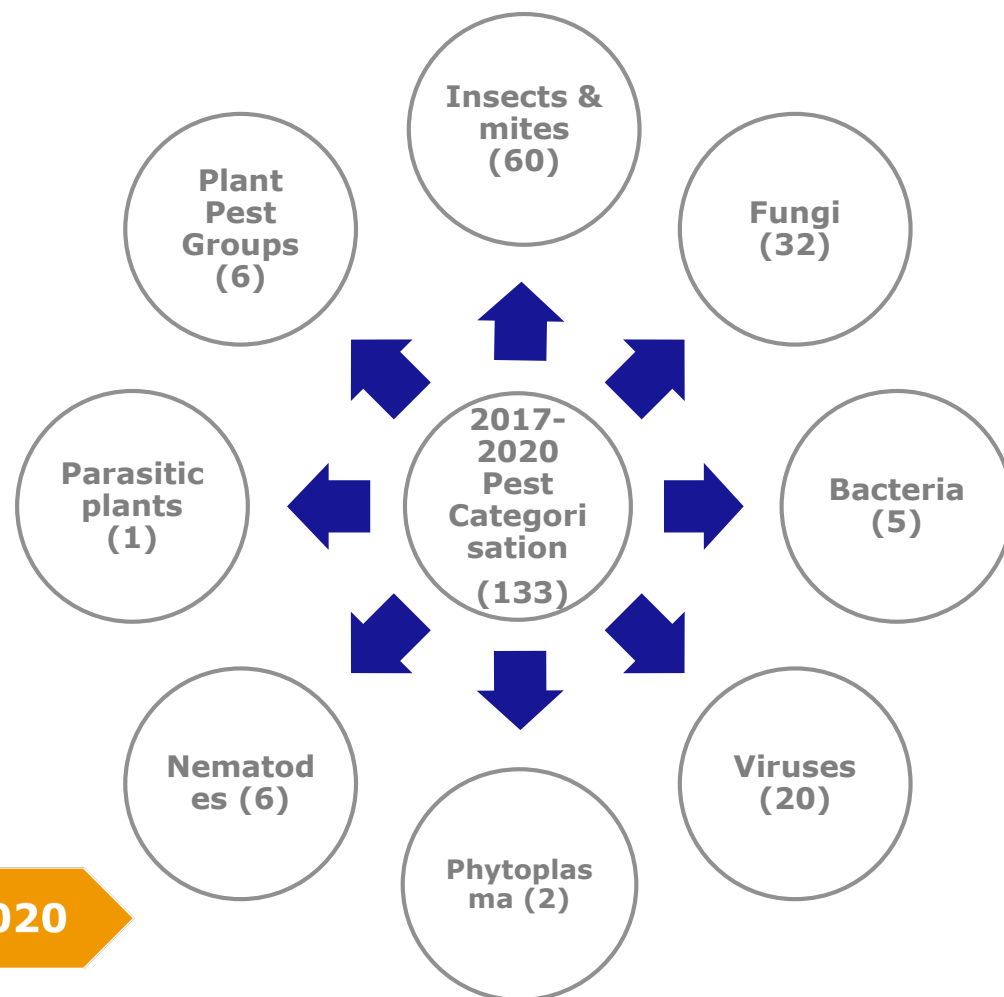 Insects &
mites
(60)
Plant
Pest
Groups
(6)
Fungi
(32)
Parasitic
plants
(1)
2017-
2020
Pest
Categori
sation
(133)
Bacteria
(5)
Nematod
es (6)
Viruses
(20)
Phytoplas
ma (2)
020